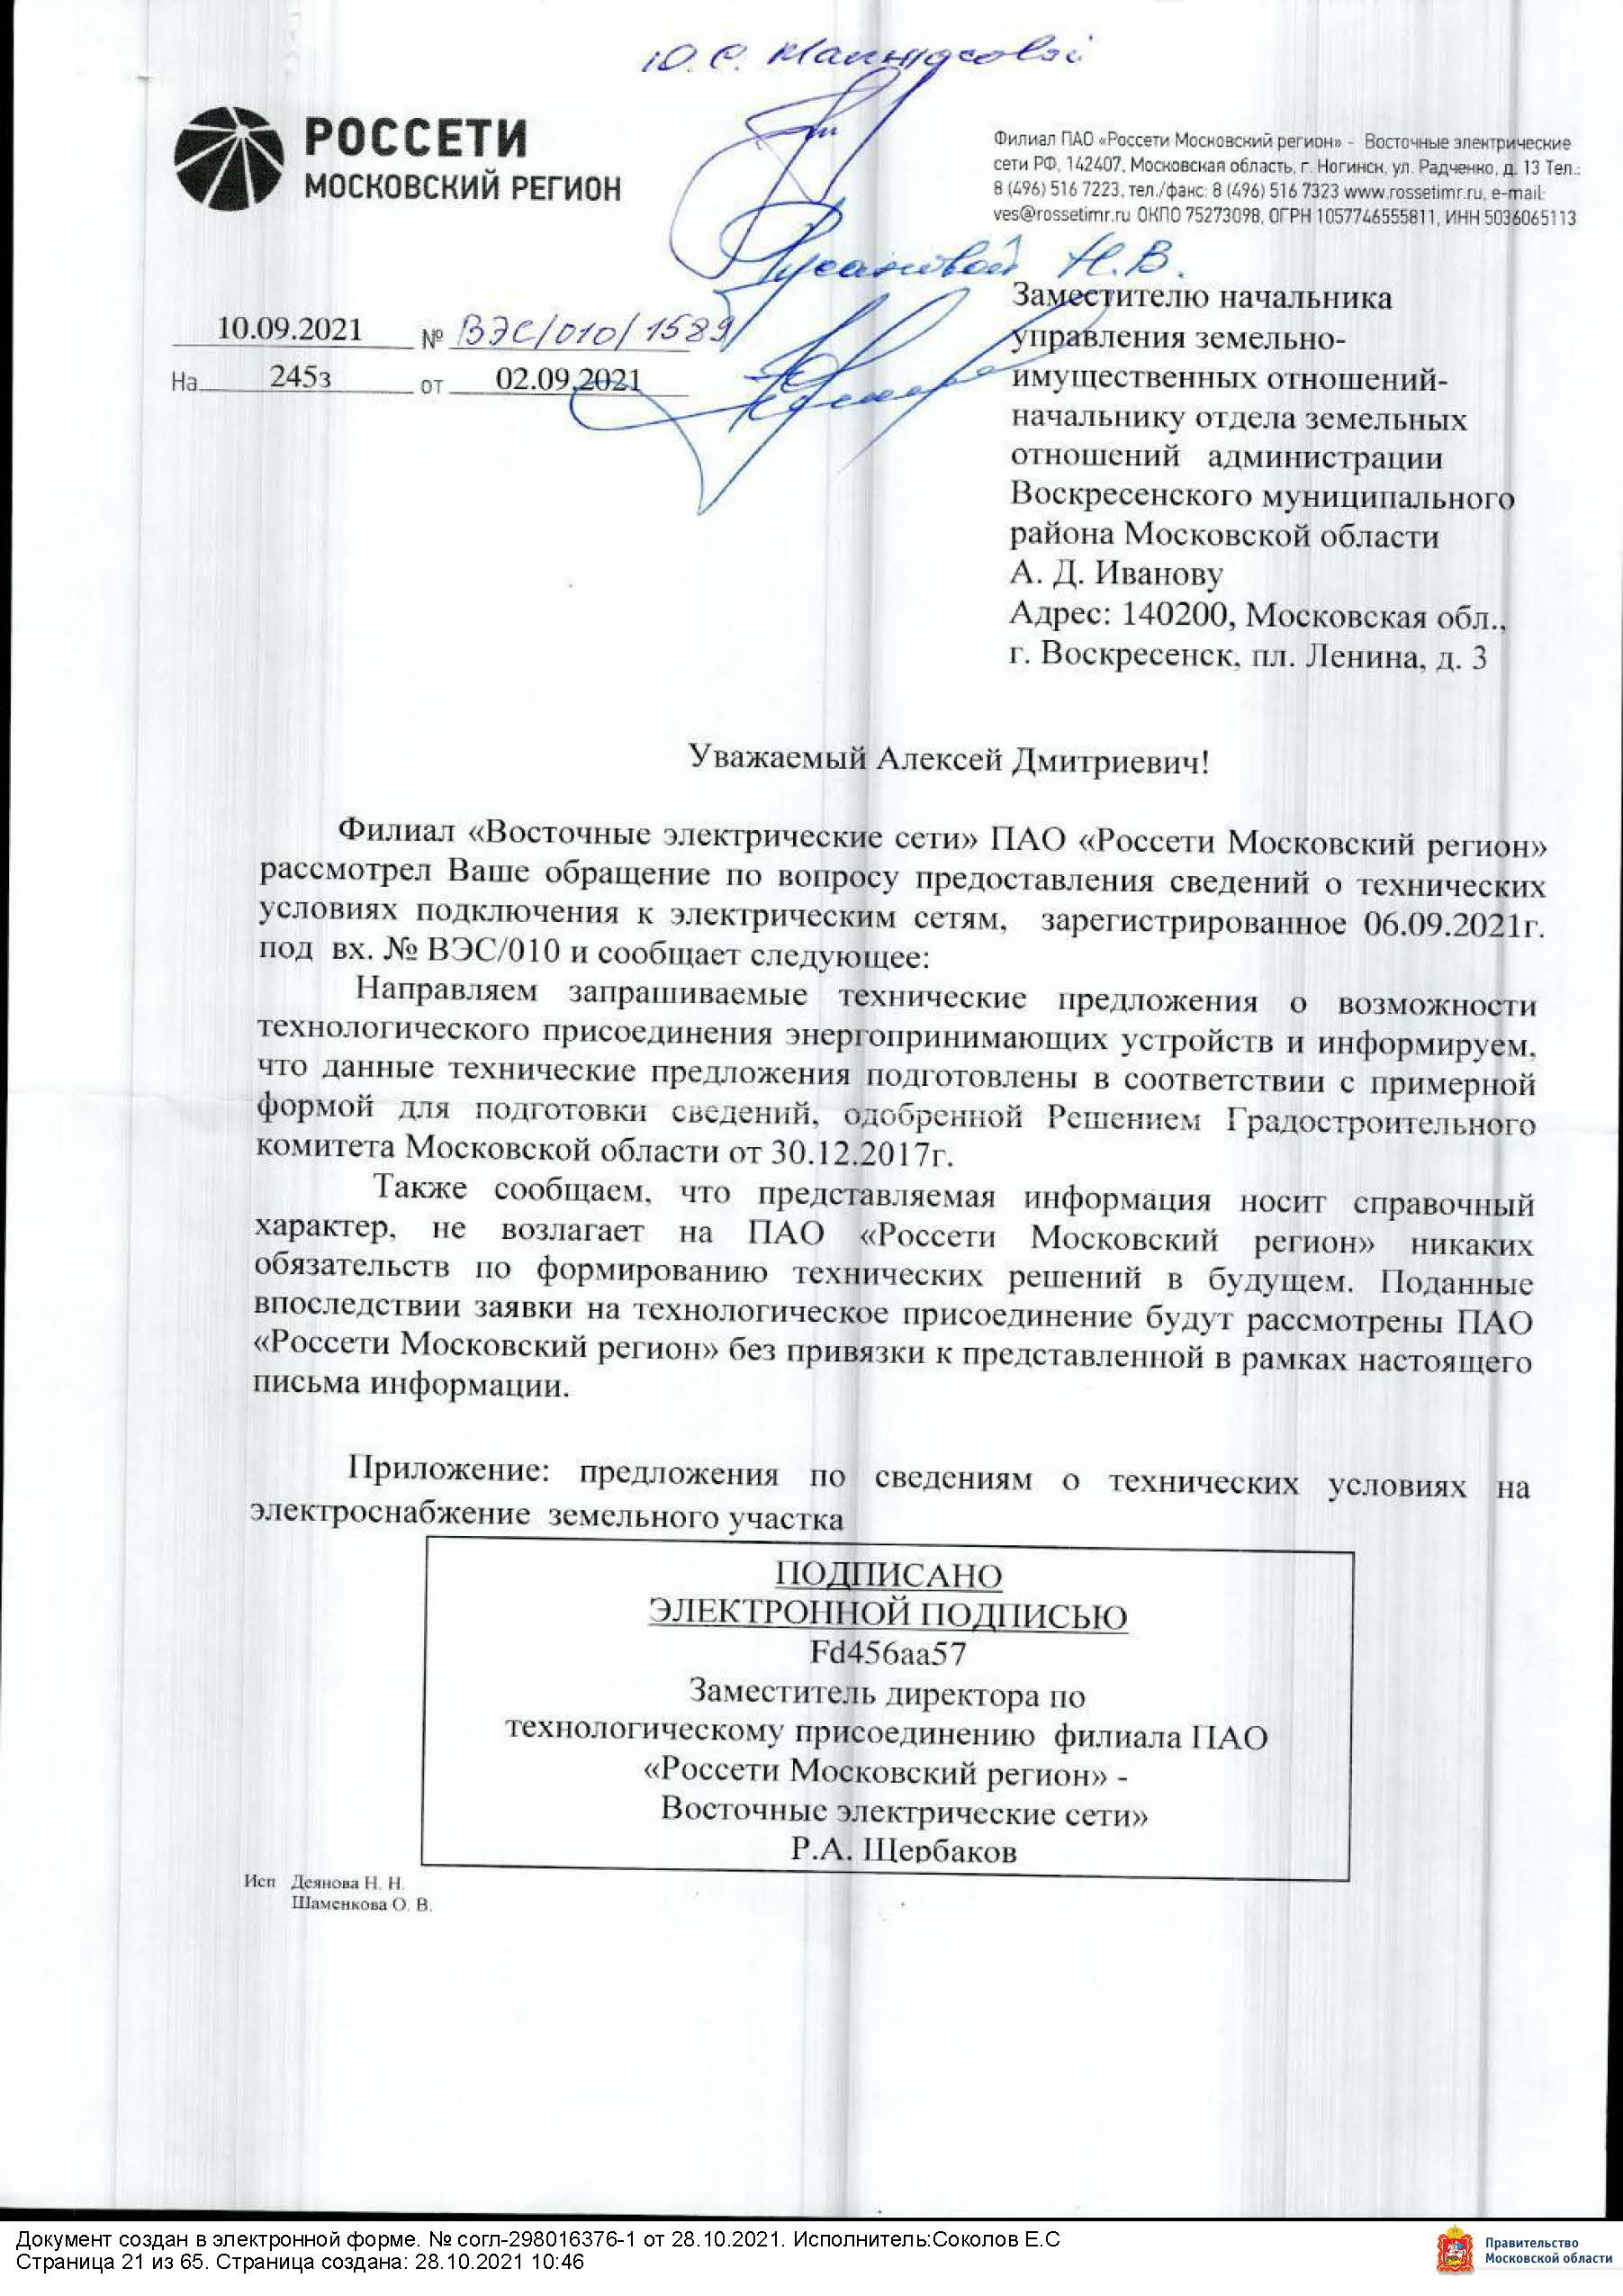 Ю.С.
РОССЕТИ
МОСКОВСКИЙ РЕГИОН
Филиал ПАО «Россети Московский регион» - Восточные электрические
сети РФ, 142407, Московская область, г. Ногинск, ул. Радченко, д. 13 Тел.:
8 (496) 516 7223, тел./факс: 8 (496) 516 7323 www.rossetimr.ru, e-mail:
ves@rossetimr.ru ОКПО 75273098, ОГРН 1057746555811, ИНН 5036065113
Н.В.
10.09.2021 № ВЭС/010/1589
На 245з от 02.09.2021
Заместителю начальника
управления земельно-
имущественных отношений-
начальнику отдела земельных
отношений администрации
Воскресенского муниципального
района Московской области
А. Д. Иванову
Адрес: 140200, Московская обл.,
г. Воскресенск, пл. Ленина, д. 3
Уважаемый Алексей Дмитриевич!
Филиал «Восточные электрические сети» ПАО «Россети Московский регион»
рассмотрел Ваше обращение по вопросу предоставления сведений о технических
условиях подключения к электрическим сетям, зарегистрированное 06.09.2021г.
под вх. № ВЭС/010 и сообщает следующее:
Направляем запрашиваемые технические предложения о возможности
технологического присоединения энергопринимающих устройств и информируем,
что данные технические предложения подготовлены в соответствии с примерной
формой для подготовки сведений, одобренной Решением Градостроительного
комитета Московской области от 30.12.2017г.
Также сообщаем, что представляемая информация носит справочный
характер, не возлагает на ПАО «Россети Московский регион» никаких
обязательств по формированию технических решений в будущем. Поданные
впоследствии заявки на технологическое присоединение будут рассмотрены ПАО
«Россети Московский регион» без привязки к представленной в рамках настоящего
письма информации.
Приложение: предложения по сведениям о технических условиях на
электроснабжение земельного участка
ПОДПИСАНО
ЭЛЕКТРОННОЙ ПОДПИСЬЮ
Fd456aa57
Заместитель директора по
технологическому присоединению филиала ПАО
«Россети Московский регион» -
Восточные электрические сети»
Р.А. Щербаков
Исп Деянова Н. Н.
Шаменкова О. В.
Документ создан в электронной форме. № согл-298016376-1 от 28.10.2021. Исполнитель:Соколов Е.С
Страница 21 из 65. Страница создана: 28.10.2021 10:46
Правительство
Московской области